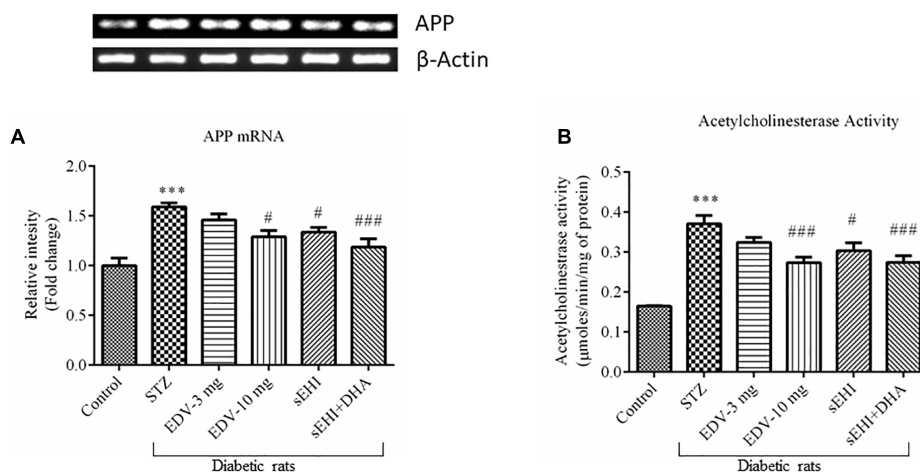 APP
β-Actin
A
APP mRNA
Relative intesity
(Fold change)
2.0
1.5
1.0
0.5
0.0
***
#
#
###
Control
STZ
EDV-3 mg
EDV-10 mg
sEHI
sEHI+DHA
Diabetic rats
B
Acetylcholinesterase Activity
Acetylcholinestrase activity
(μmoles/min/mg of protein)
0.5
0.4
0.3
0.2
0.1
0.0
***
###
#
###
Control
STZ
EDV-3 mg
EDV-10 mg
sEHI
sEHI+DHA
Diabetic rats